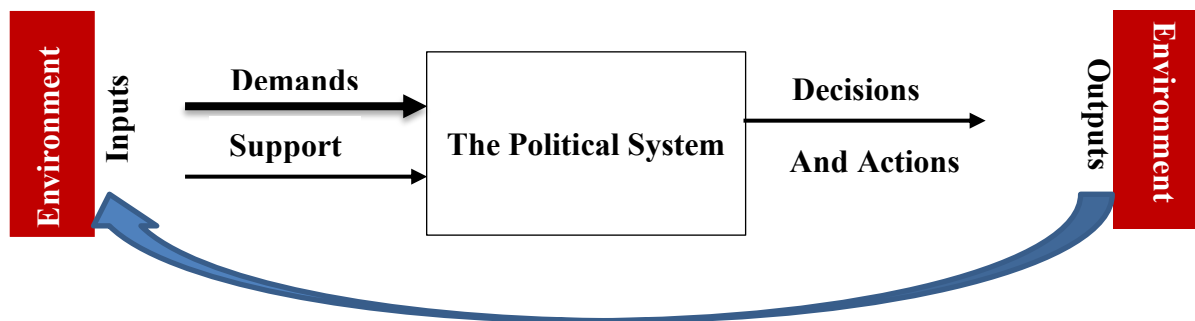 Environment
Inputs
Demands
Support
The Political System
Decisions
And Actions
Outputs
Environment